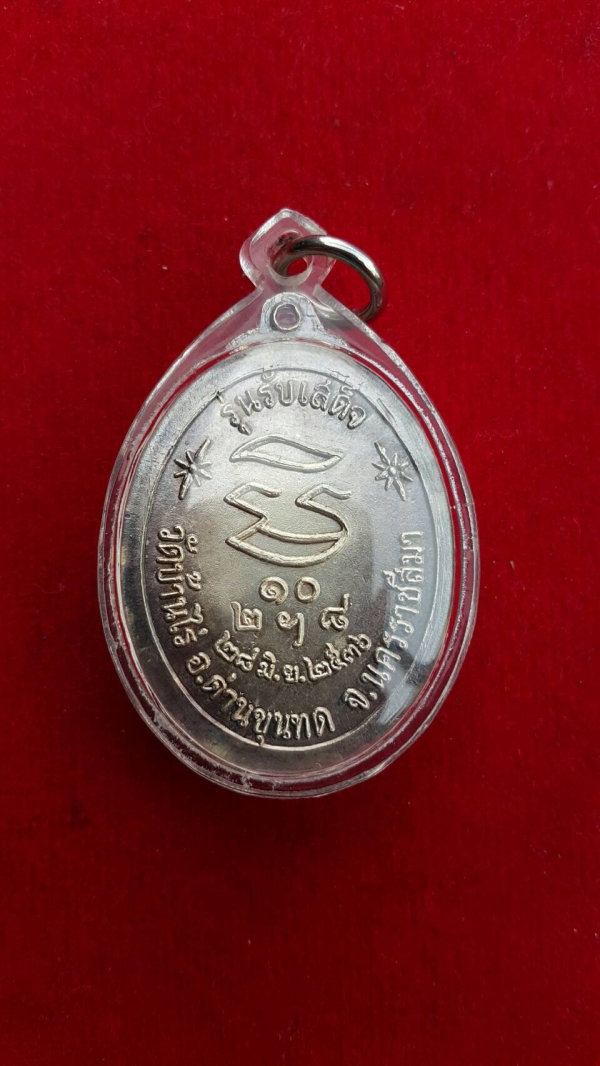 รุ่นรับเสด็จ
๑๐
๒ ฯ ๘
๒๘ มิ.ย.๒๕๓๖
วัดบ้านไร่ อ.ด่านขุนทด จ.นครราชสีมา